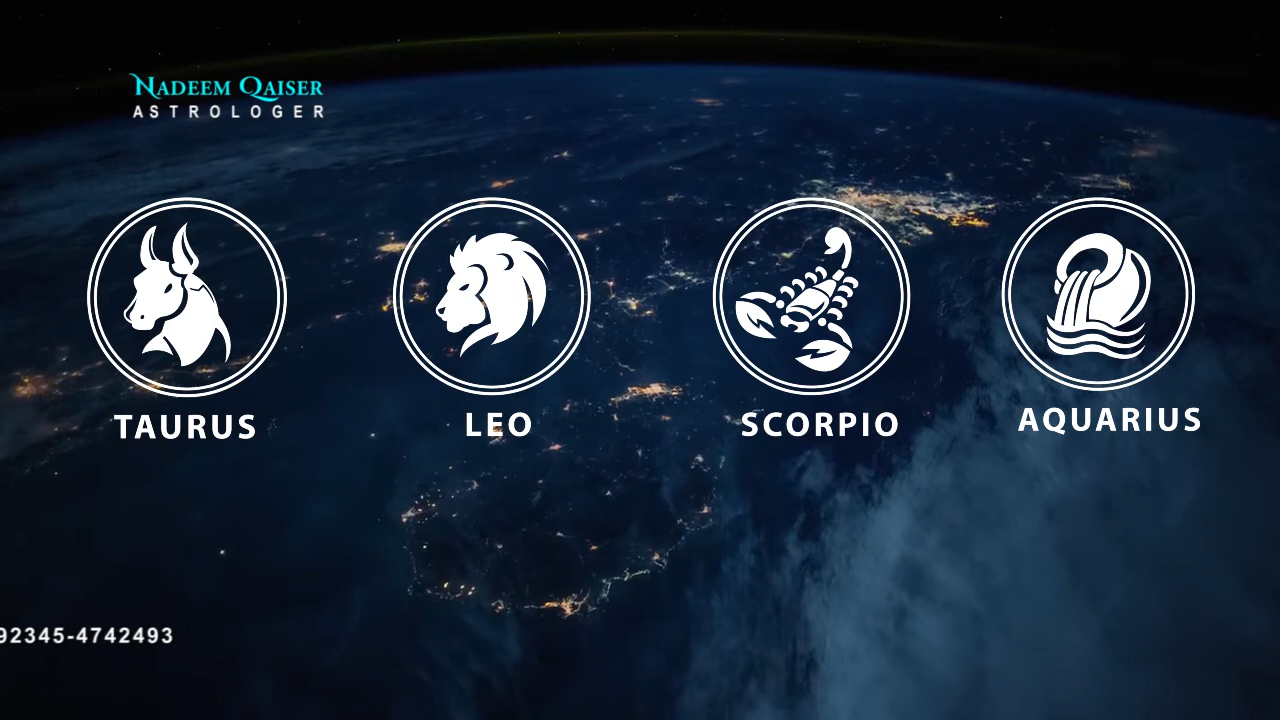 NADEEM QAISER
ASTROLOGER
TAURUS
LEO
SCORPIO
AQUARIUS
92345-4742493